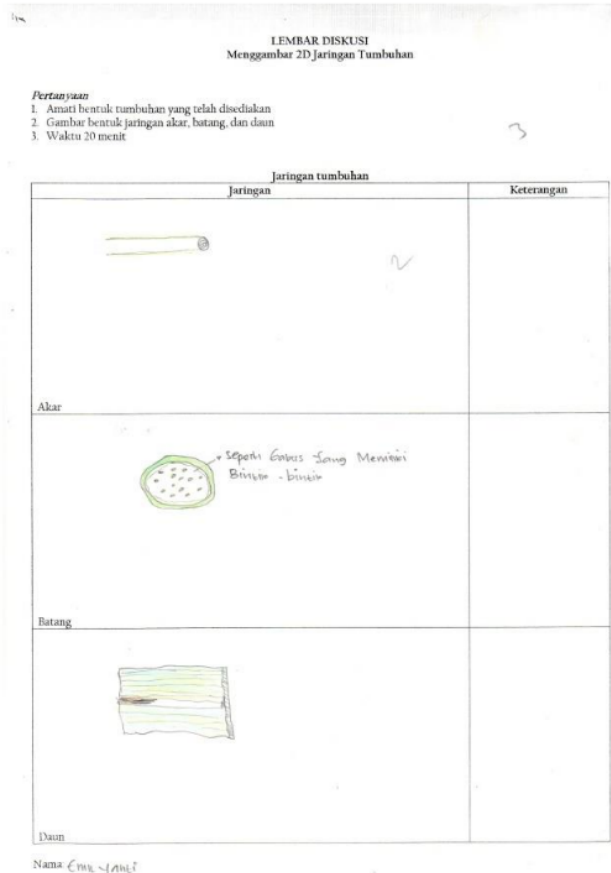 LEMBAR DISKUSI
Menggambar 2D Jaringan Tumbuhan
Pertanyaan
1. Amati bentuk tumbuhan yang telah disediakan
2. Gambar bentuk jaringan akar, batang, dan daun
3. Waktu 20 menit
3
Jaringan tumbuhan
Jaringan Keterangan
Akar
Seperti Gabus Yang Memiliki
Bintik - bintik
Batang
Daun
Nama: